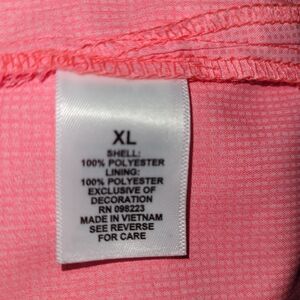 XL
SHELL:
100% POLYESTER
LINING:
100% POLYESTER
EXCLUSIVE OF
DECORATION
RN 098223
MADE IN VIETNAM
SEE REVERSE
FOR CARE